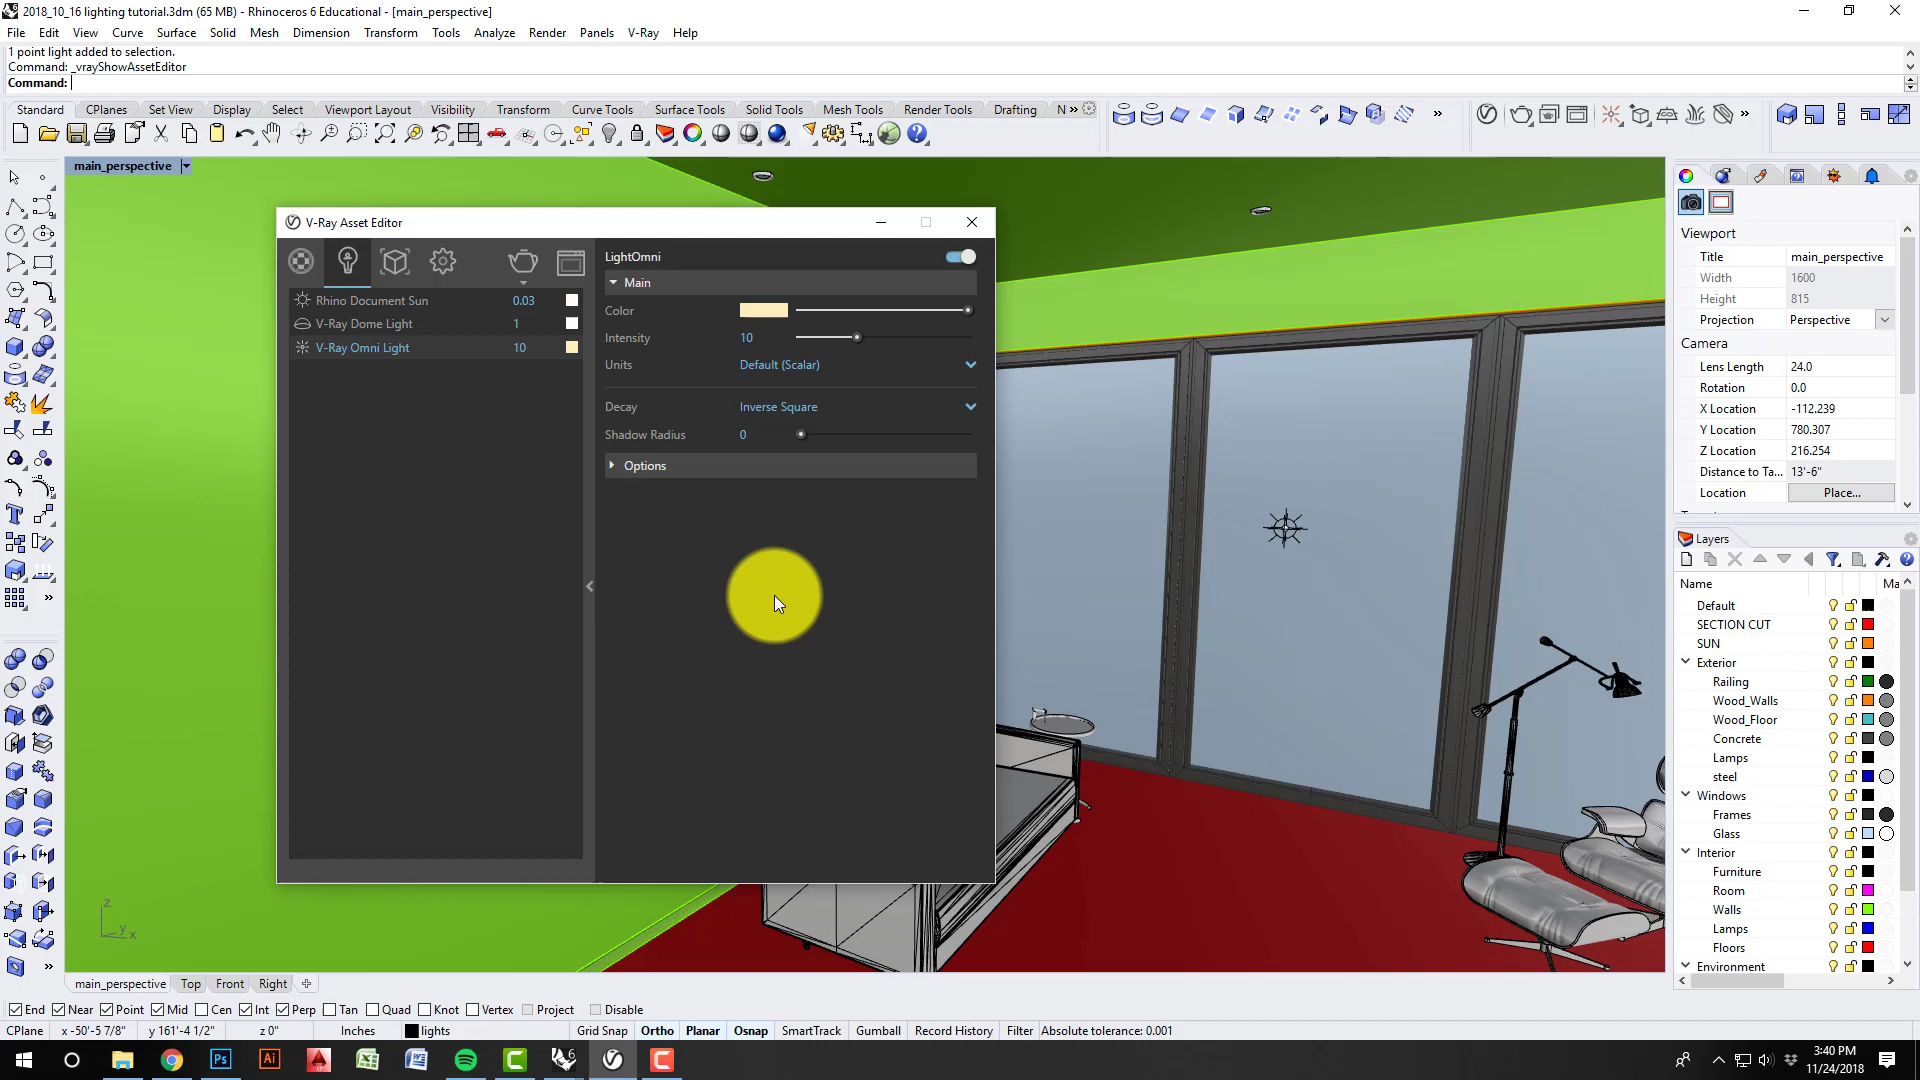 2018_10_16 lighting tutorial.3dm (65 MB) - Rhinoceros 6 Educational - [main_perspective]
File Edit View Curve Surface Solid Mesh Dimension Transform Tools Analyze Render Panels V-Ray Help
1 point light added to selection.
Command: _vrayShowAssetEditor
Command:
Standard CPlanes Set View Display Select Viewport Layout Visibility Transform Curve Tools Surface Tools Solid Tools Mesh Tools Render Tools Drafting N »
main_perspective
V-Ray Asset Editor
Rhino Document Sun 0.03
V-Ray Dome Light 1
V-Ray Omni Light 10
LightOmni
Main
Color
Intensity 10
Units Default (Scalar)
Decay Inverse Square
Shadow Radius 0
Options
Viewport
Title main_perspective
Width 1600
Height 815
Projection Perspective
Camera
Lens Length 24.0
Rotation 0.0
X Location -112.239
Y Location 780.307
Z Location 216.254
Distance to Ta... 13'-6"
Location Place...
Layers
Name Ma
Default
SECTION CUT
SUN
Exterior
Railing
Wood_Walls
Wood_Floor
Concrete
Lamps
steel
Windows
Frames
Glass
Interior
Furniture
Room
Walls
Lamps
Floors
Environment
z
y x
main_perspective Top Front Right
End Near Point Mid Cen Int Perp Tan Quad Knot Vertex Project Disable
CPlane x -50'-5 7/8" y 161'-4 1/2" z 0" Inches lights Grid Snap Ortho Planar Osnap SmartTrack Gumball Record History Filter Absolute tolerance: 0.001
Ps Ai 6
3:40 PM
11/24/2018